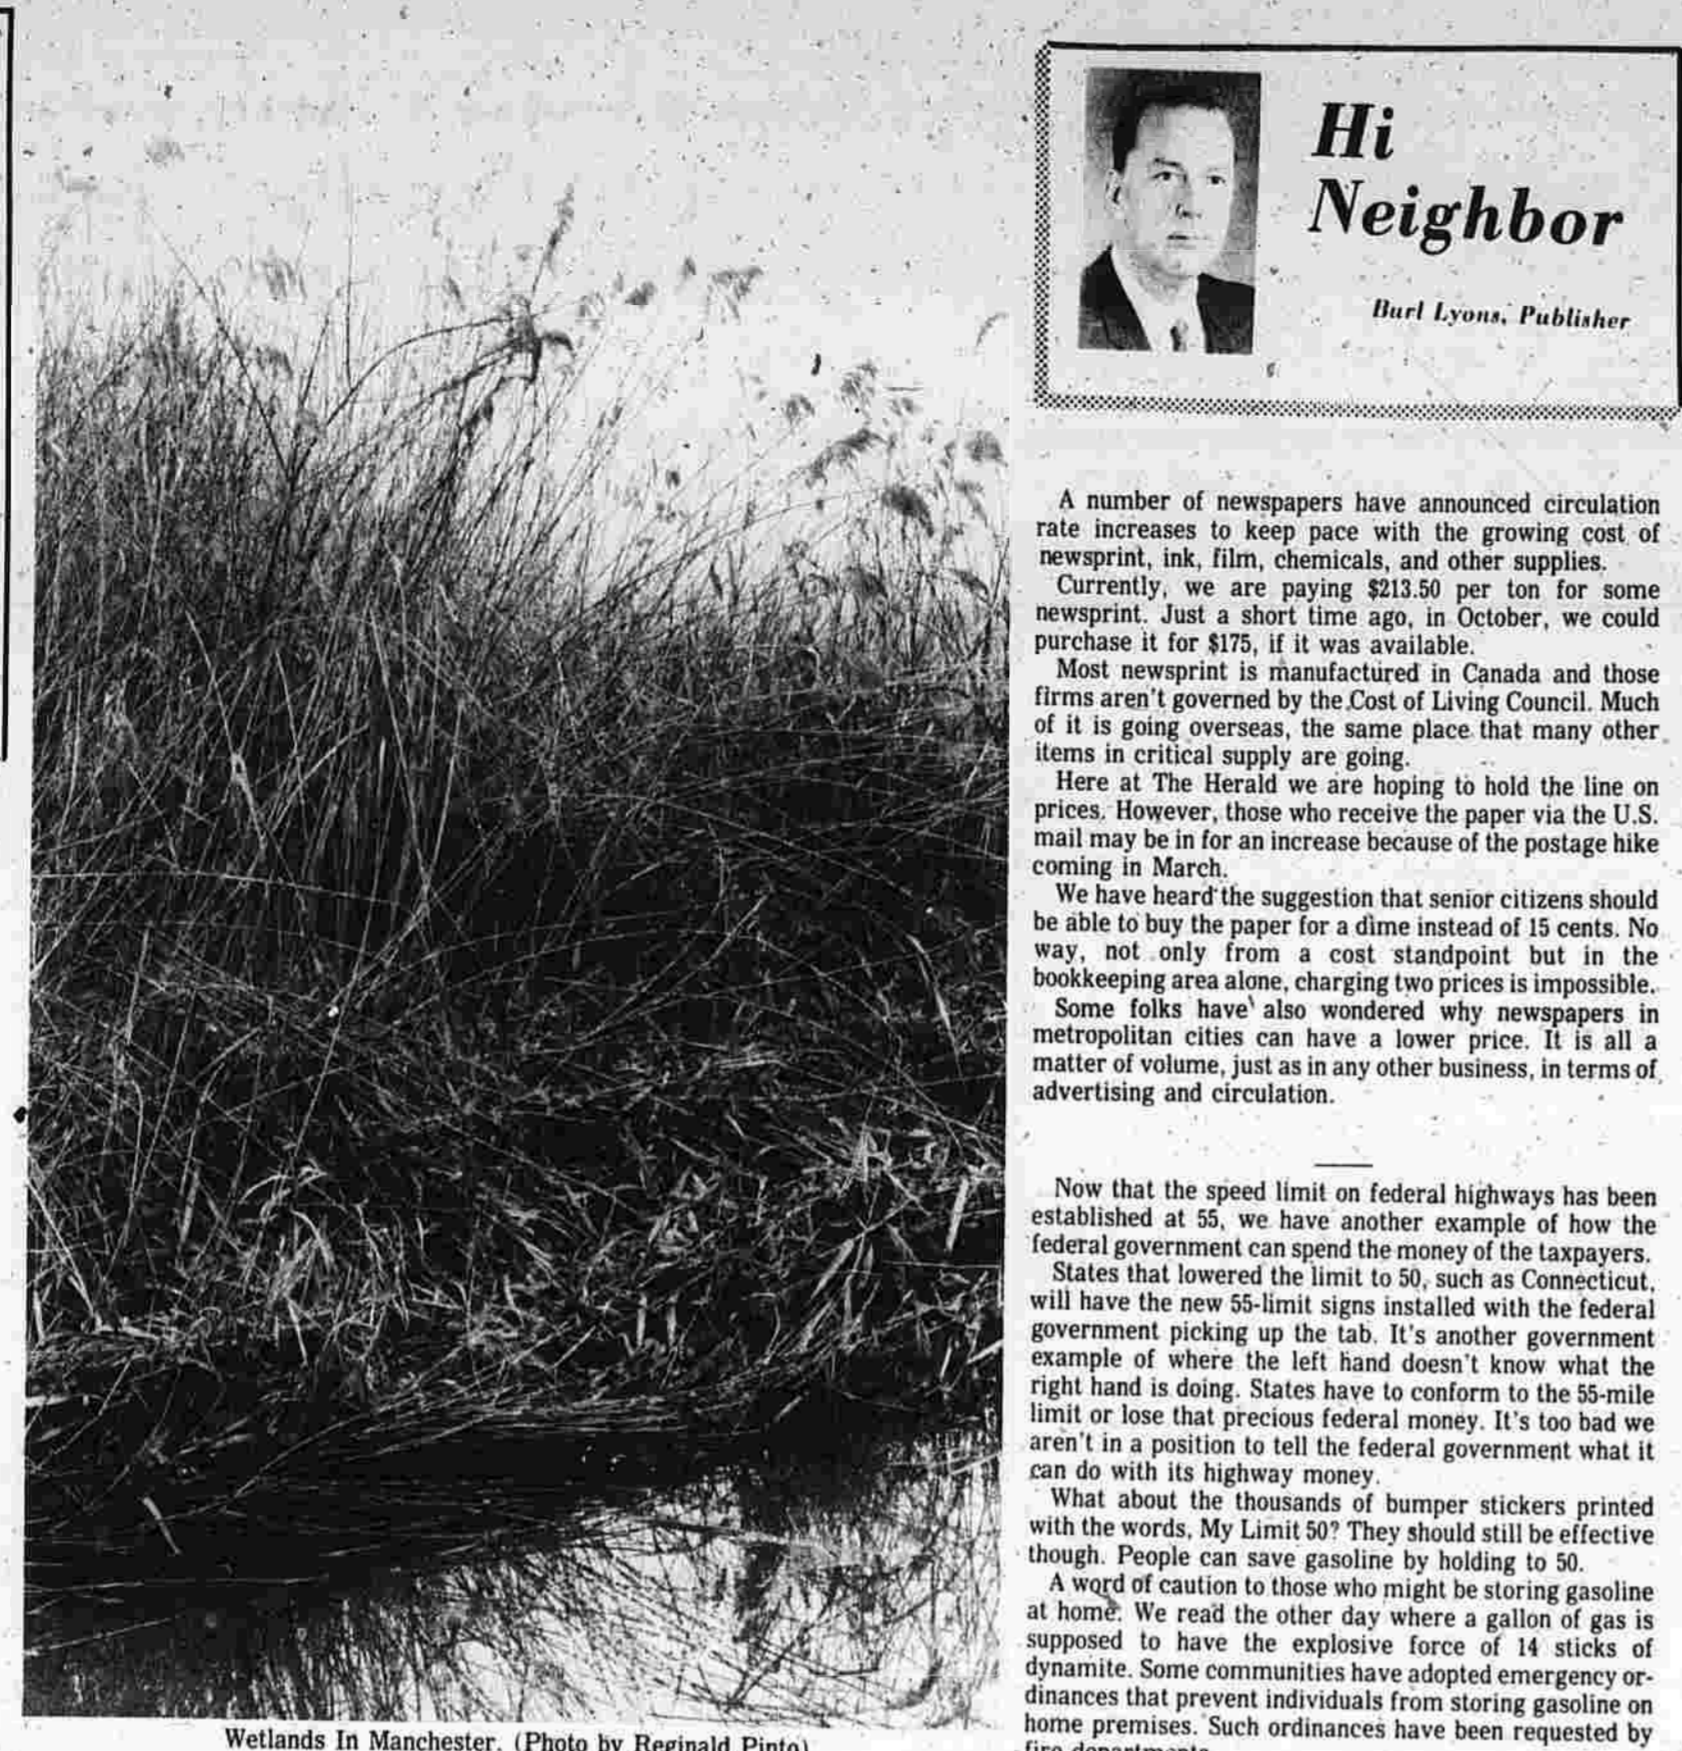 Hi
Neighbor
Burl Lyons, Publisher
A number of newspapers have announced circulation
rate increases to keep pace with the growing cost of
newsprint, ink, film, chemicals, and other supplies.
Currently, we are paying $213.50 per ton for some
newsprint. Just a short time ago, in October, we could
purchase it for $175, if it was available.
Most newsprint is manufactured in Canada and those
firms aren't governed by the Cost of Living Council. Much
of it is going overseas, the same place that many other
items in critical supply are going.
Here at The Herald we are hoping to hold the line on
prices. However, those who receive the paper via the U.S.
mail may be in for an increase because of the postage hike
coming in March.
We have heard the suggestion that senior citizens should
be able to buy the paper for a dime instead of 15 cents. No
way, not only from a cost standpoint but in the
bookkeeping area alone, charging two prices is impossible.
Some folks have also wondered why newspapers in
metropolitan cities can have a lower price. It is all a
matter of volume, just as in any other business, in terms of
advertising and circulation.
Now that the speed limit on federal highways has been
established at 55, we have another example of how the
federal government can spend the money of the taxpayers.
States that lowered the limit to 50, such as Connecticut,
will have the new 55-limit signs installed with the federal
government picking up the tab. It's another government
example of where the left hand doesn't know what the
right hand is doing. States have to conform to the 55-mile
limit or lose that precious federal money. It's too bad we
aren't in a position to tell the federal government what it
can do with its highway money.
What about the thousands of bumper stickers printed
with the words, My Limit 50? They should still be effective
though. People can save gasoline by holding to 50.
A word of caution to those who might be storing gasoline
at home. We read the other day where a gallon of gas is
supposed to have the explosive force of 14 sticks of
dynamite. Some communities have adopted emergency or-
dinances that prevent individuals from storing gasoline on
home premises. Such ordinances have been requested by
Wetlands In Manchester. (Photo by Reginald Pinto)